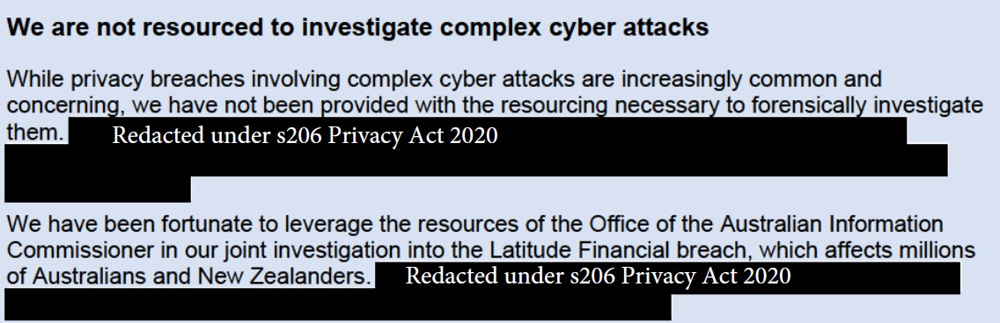 We are not resourced to investigate complex cyber attacks
While privacy breaches involving complex cyber attacks are increasingly common and
concerning, we have not been provided with the resourcing necessary to forensically investigate
them. Redacted under s206 Privacy Act 2020
We have been fortunate to leverage the resources of the Office of the Australian Information
Commissioner in our joint investigation into the Latitude Financial breach, which affects millions
of Australians and New Zealanders. Redacted under s206 Privacy Act 2020